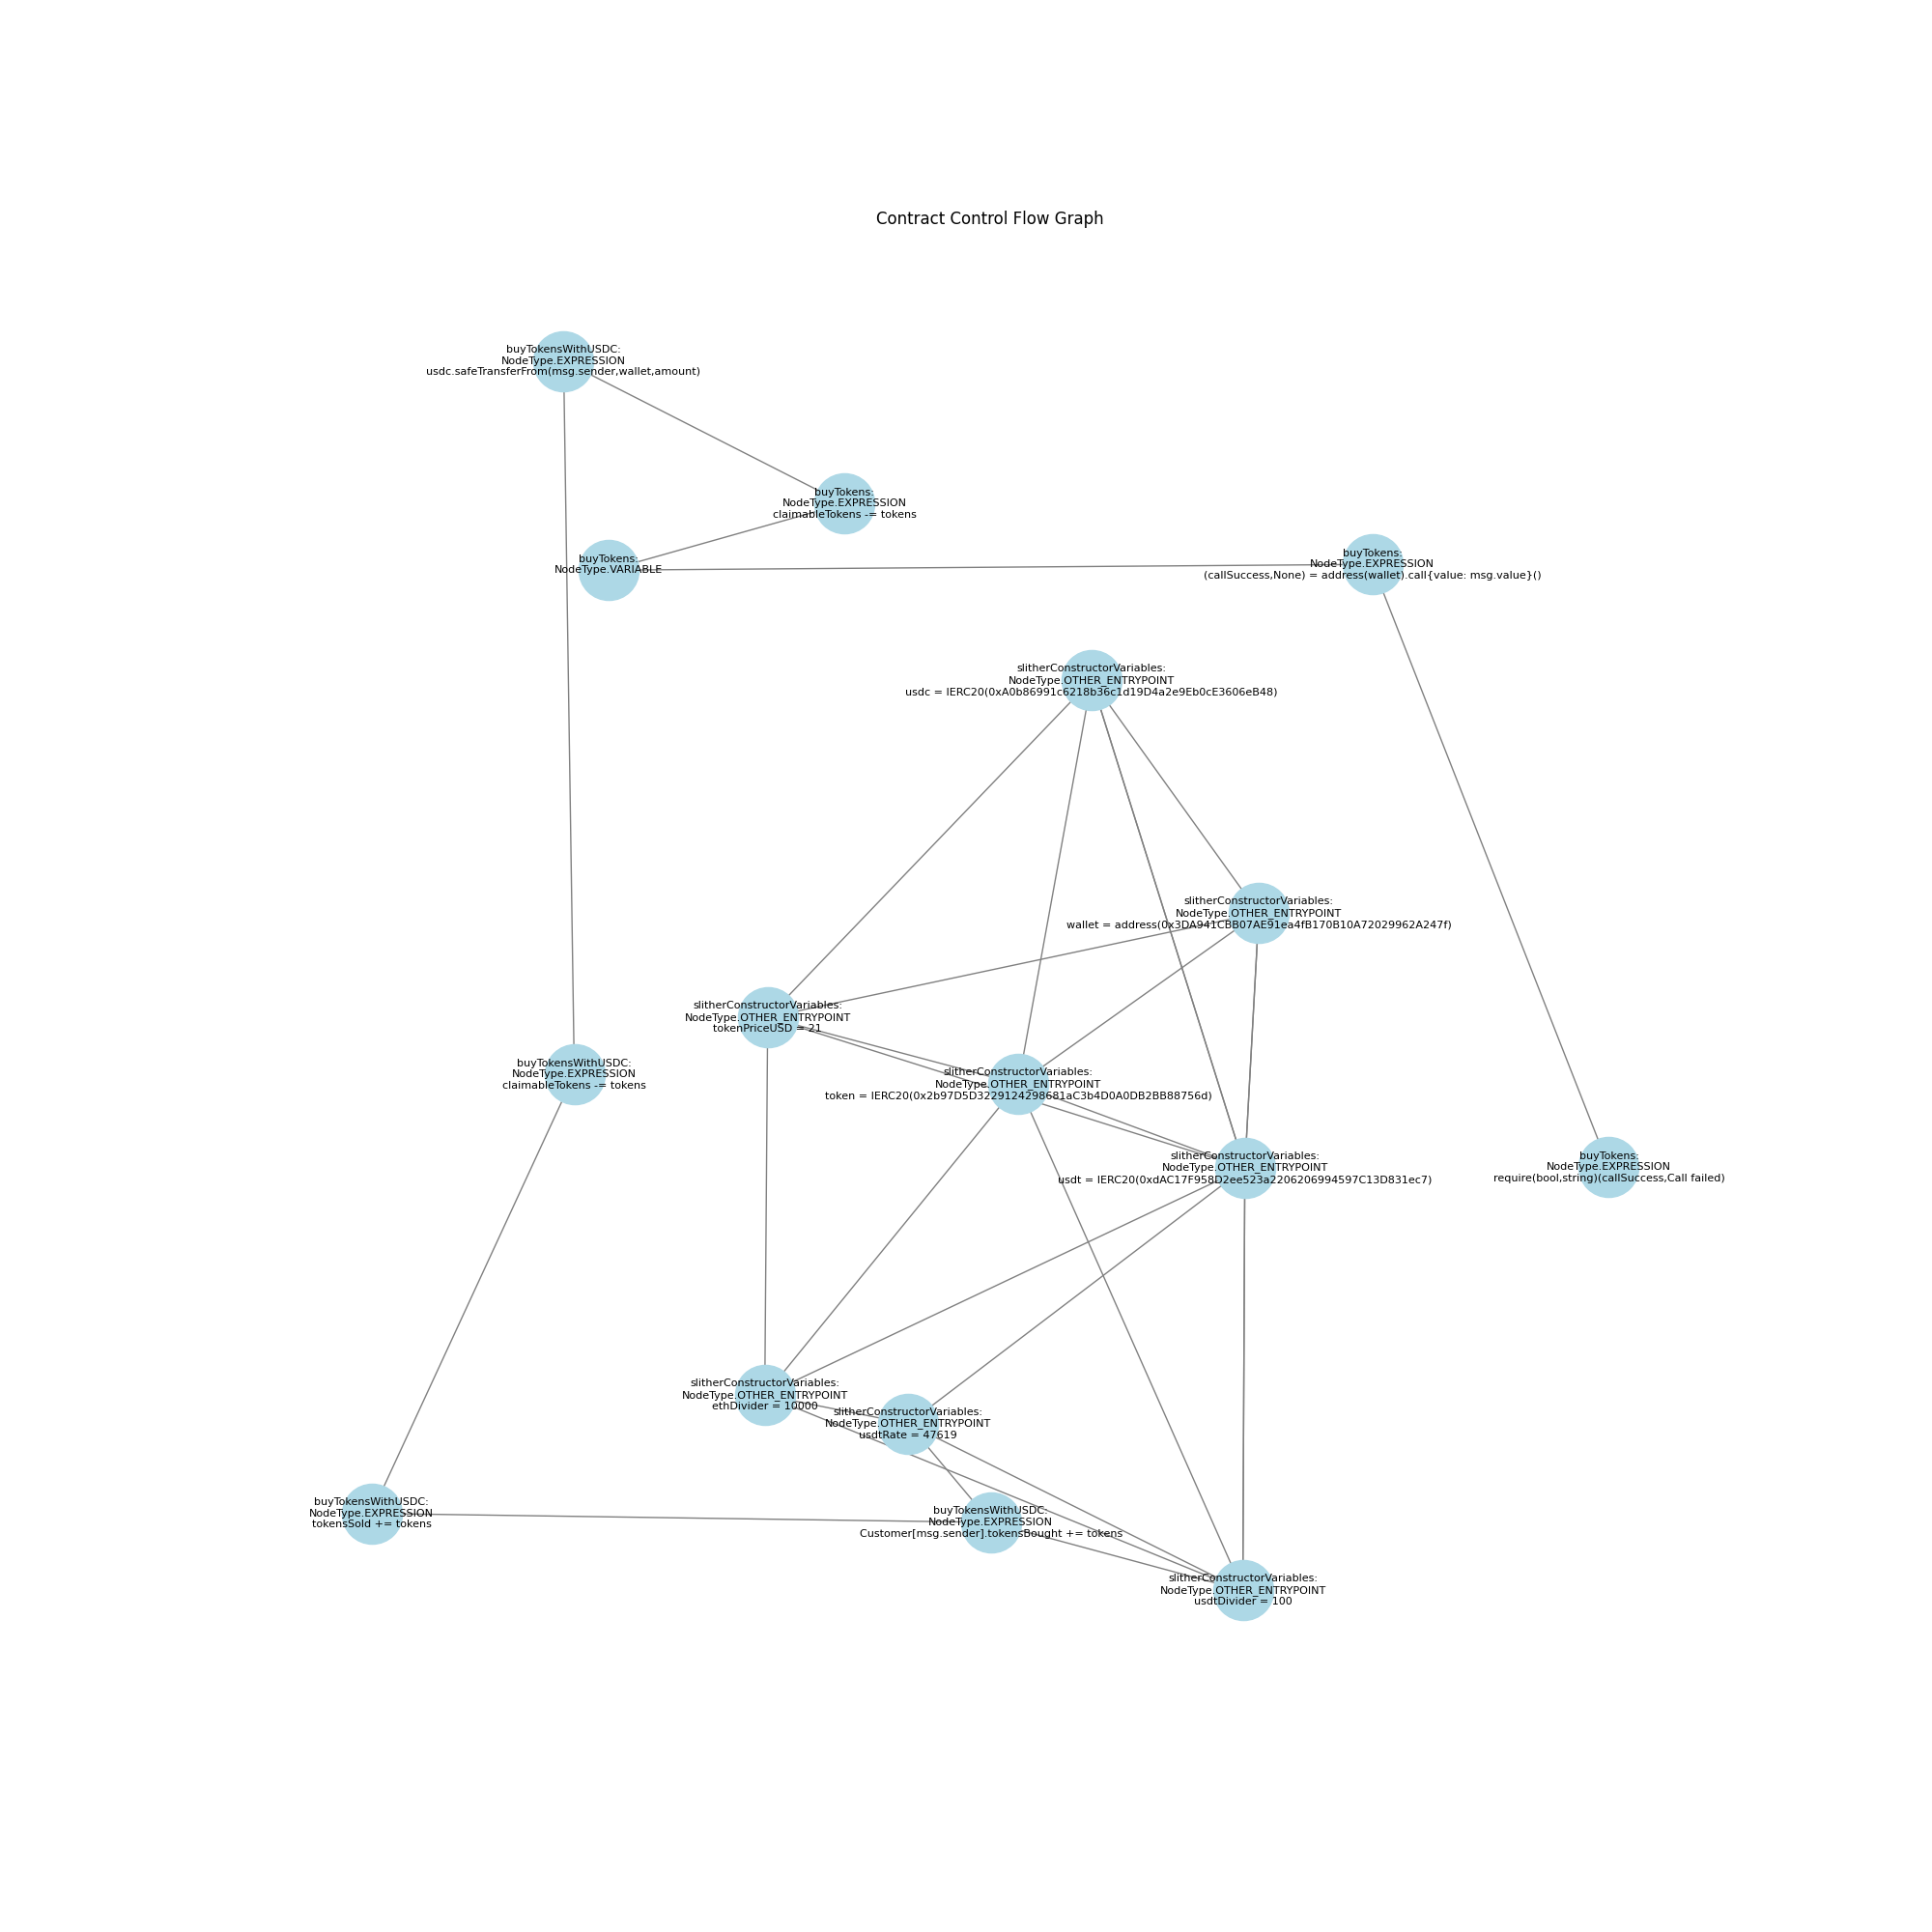 Contract Control Flow Graph
buyTokensWithUSDC:
NodeType.EXPRESSION
usdc.safeTransferFrom(msg.sender,wallet,amount)
buyTokens:
NodeType.EXPRESSION
claimableTokens -= tokens
buyTokens:
NodeType.VARIABLE
buyTokens:
NodeType.EXPRESSION
(callSuccess,None) = address(wallet).call{value: msg.value}()
slitherConstructorVariables:
NodeType.OTHER_ENTRYPOINT
usdc = IERC20(0xA0b86991c6218b36c1d19D4a2e9Eb0cE3606eB48)
slitherConstructorVariables:
NodeType.OTHER_ENTRYPOINT
wallet = address(0x3DA941CBB07AE91ea4fB170B10A72029962A247f)
slitherConstructorVariables:
NodeType.OTHER_ENTRYPOINT
tokenPriceUSD = 21
buyTokensWithUSDC:
NodeType.EXPRESSION
claimableTokens -= tokens
slitherConstructorVariables:
NodeType.OTHER_ENTRYPOINT
token = IERC20(0x2b97D5D3229124298681aC3b4D0A0DB2BB88756d)
slitherConstructorVariables:
NodeType.OTHER_ENTRYPOINT
usdt = IERC20(0xdAC17F958D2ee523a2206206994597C13D831ec7)
buyTokens:
NodeType.EXPRESSION
require(bool,string)(callSuccess,Call failed)
slitherConstructorVariables:
NodeType.OTHER_ENTRYPOINT
ethDivider = 10000
slitherConstructorVariables:
NodeType.OTHER_ENTRYPOINT
usdtRate = 47619
buyTokensWithUSDC:
NodeType.EXPRESSION
tokensSold += tokens
buyTokensWithUSDC:
NodeType.EXPRESSION
Customer[msg.sender].tokensBought += tokens
slitherConstructorVariables:
NodeType.OTHER_ENTRYPOINT
usdtDivider = 100